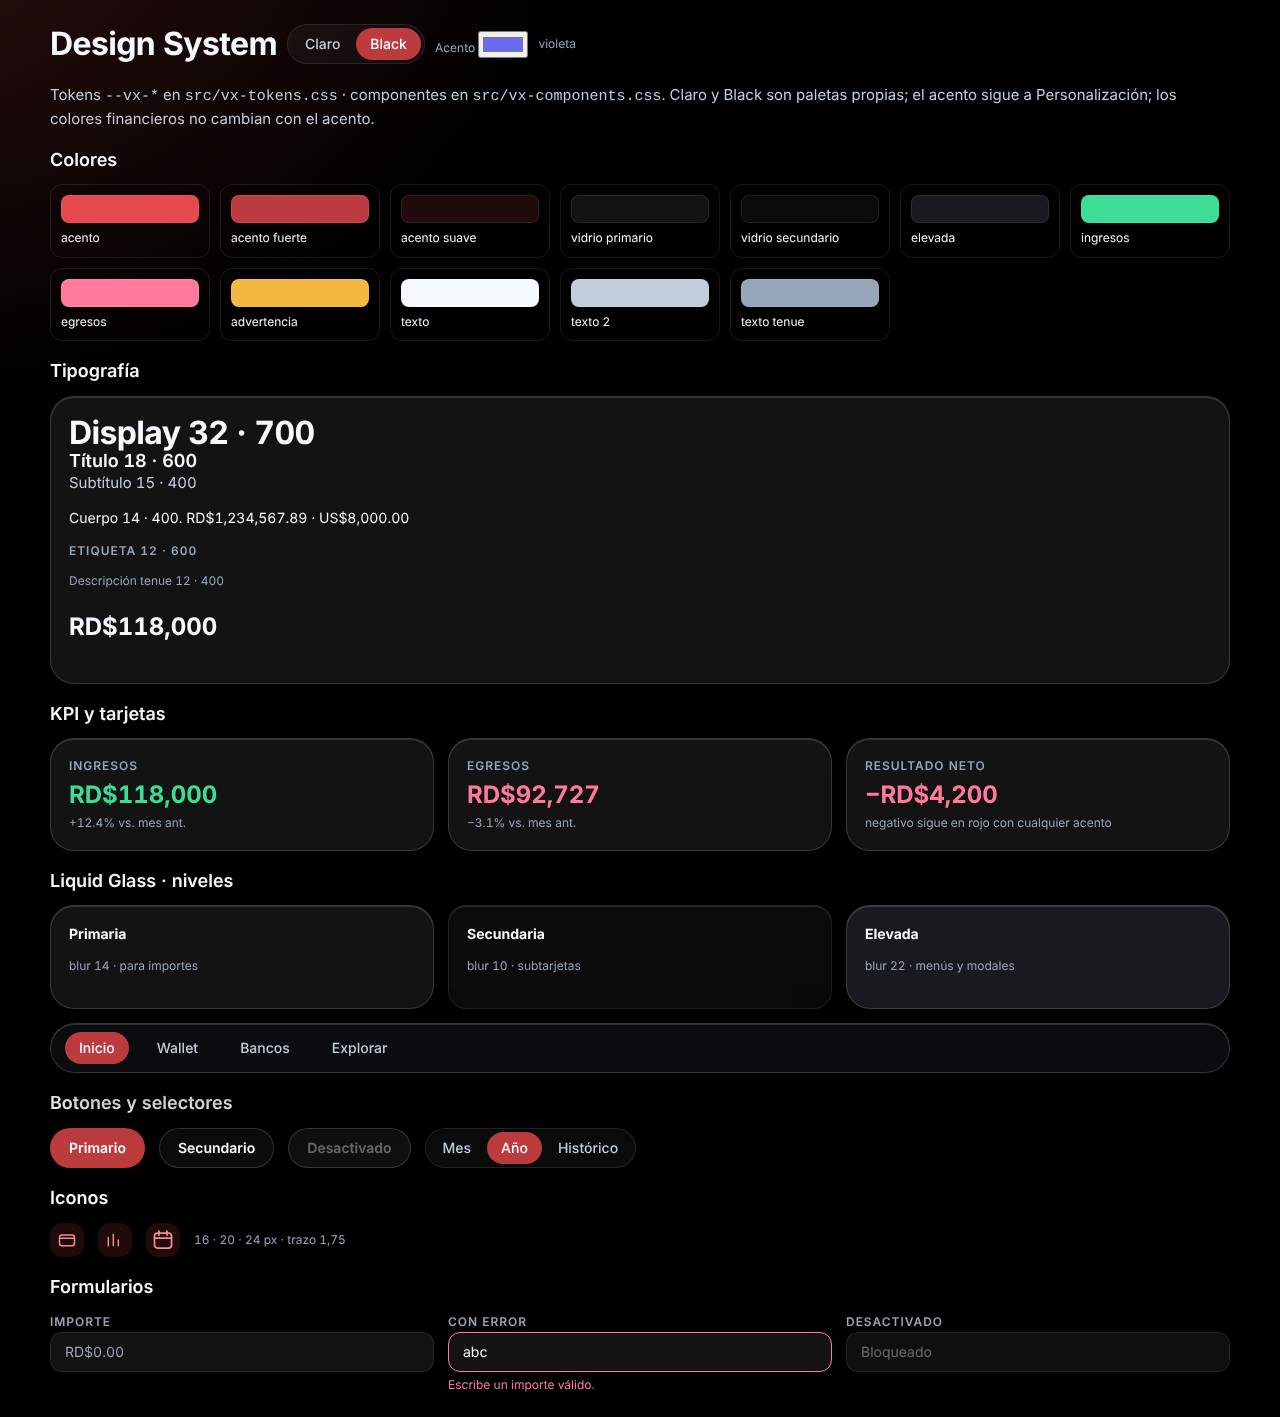 Design System Claro Black Acento violeta
Tokens --vx-* en src/vx-tokens.css · componentes en src/vx-components.css. Claro y Black son paletas propias; el acento sigue a Personalización; los
colores financieros no cambian con el acento.
Colores
acento acento fuerte acento suave vidrio primario vidrio secundario elevada ingresos
egresos advertencia texto texto 2 texto tenue
Tipografía
Display 32 · 700
Título 18 · 600
Subtítulo 15 · 400
Cuerpo 14 · 400. RD$1,234,567.89 · US$8,000.00
ETIQUETA 12 · 600
Descripción tenue 12 · 400
RD$118,000
KPI y tarjetas
INGRESOS EGRESOS RESULTADO NETO
RD$118,000 RD$92,727 −RD$4,200
+12.4% vs. mes ant. −3.1% vs. mes ant. negativo sigue en rojo con cualquier acento
Liquid Glass · niveles
Primaria Secundaria Elevada
blur 14 · para importes blur 10 · subtarjetas blur 22 · menús y modales
Inicio Wallet Bancos Explorar
Botones y selectores
Primario Secundario Desactivado Mes Año Histórico
Iconos
16 · 20 · 24 px · trazo 1,75
Formularios
IMPORTE CON ERROR DESACTIVADO
RD$0.00 abc Bloqueado
Escribe un importe válido.